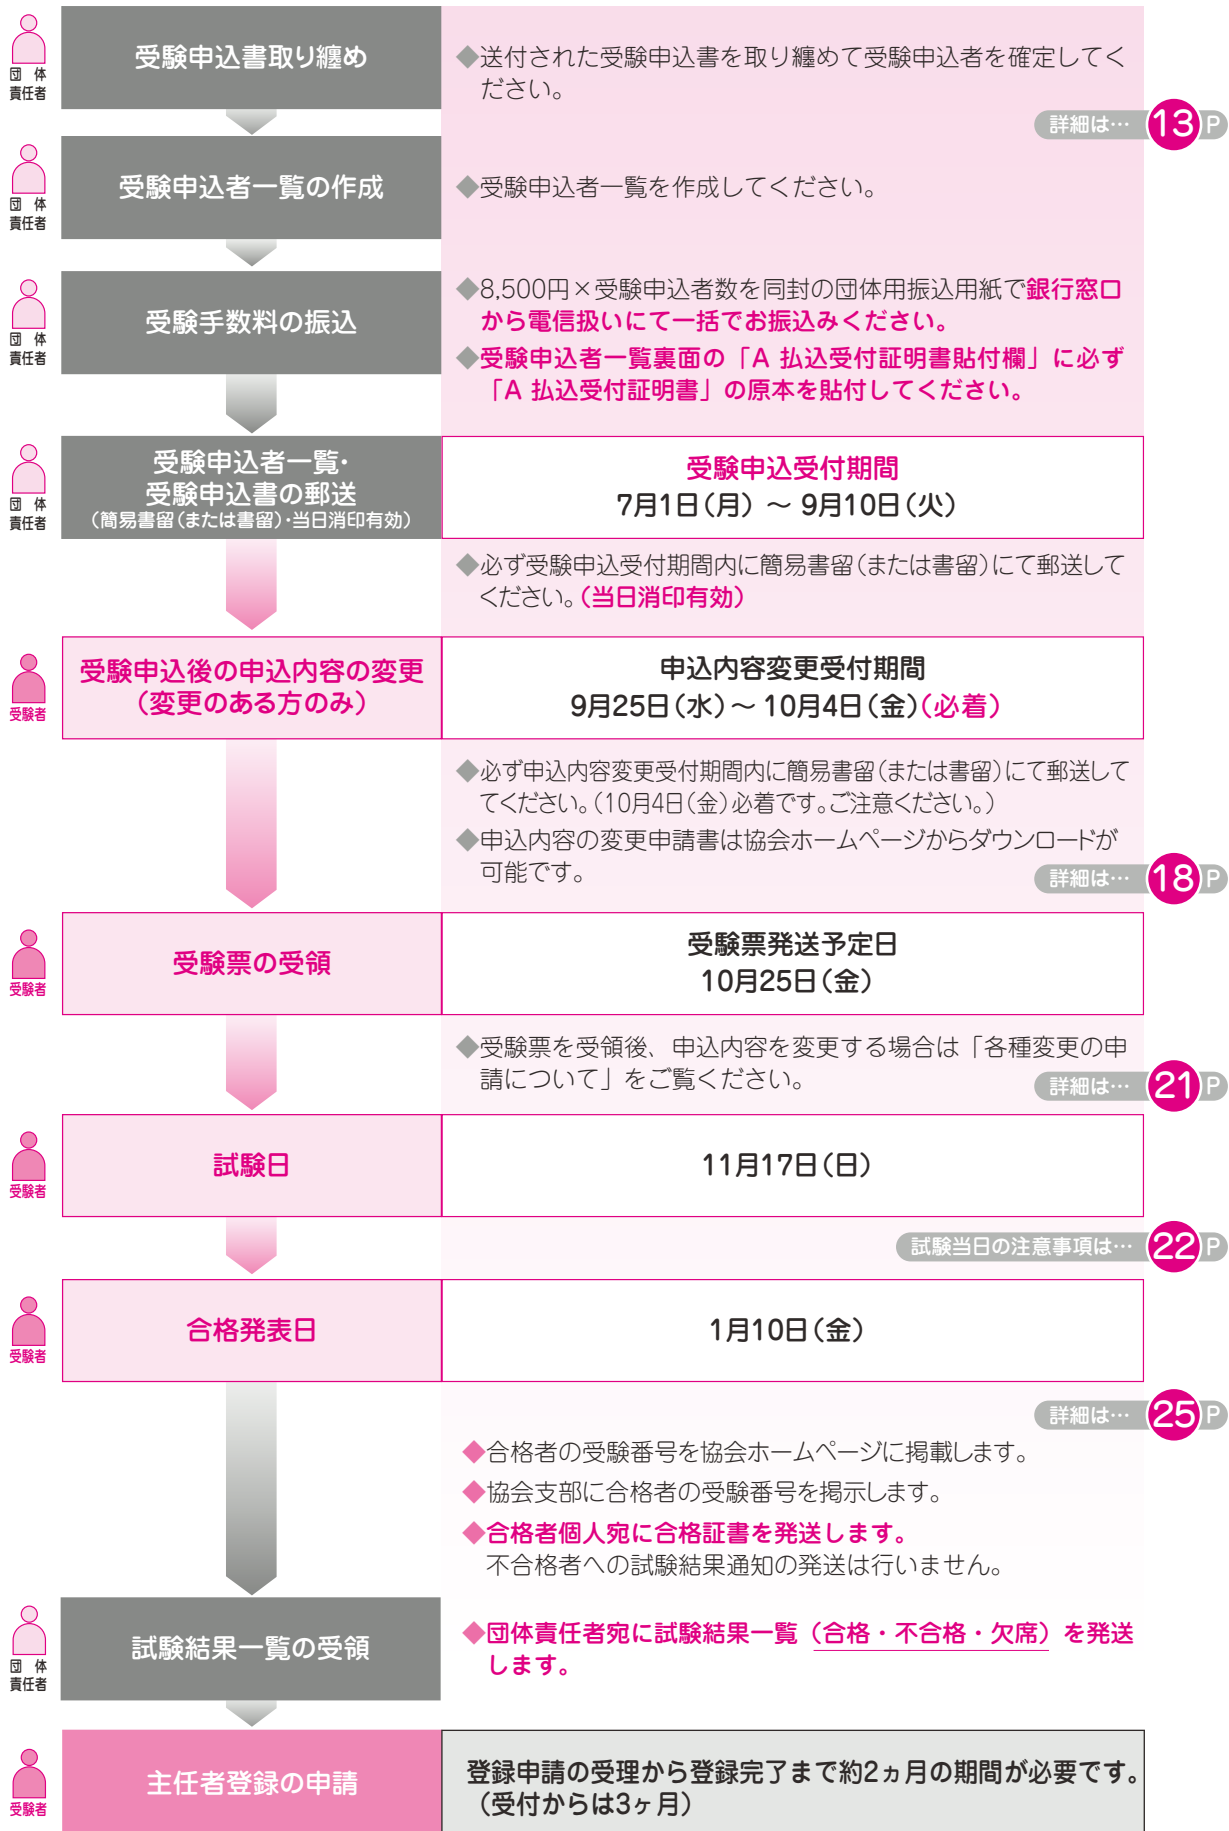 団体
責任者
受験申込書取り纏め
◆送付された受験申込書を取り纏めて受験申込者を確定してく
ださい。
詳細は… 13 P
団体
責任者
受験申込者一覧の作成
◆受験申込者一覧を作成してください。
団体
責任者
受験手数料の振込
◆8,500円×受験申込者数を同封の団体用振込用紙で銀行窓口
から電信扱いにて一括でお振込みください。
◆受験申込者一覧裏面の「A 払込受付証明書貼付欄」に必ず
「A 払込受付証明書」の原本を貼付してください。
団体
責任者
受験申込者一覧・
受験申込書の郵送
（簡易書留（または書留）・当日消印有効）
受験申込受付期間
7月1日（月）～ 9月10日（火）
◆必ず受験申込受付期間内に簡易書留（または書留）にて郵送して
ください。（当日消印有効）
受験者
受験申込後の申込内容の変更
（変更のある方のみ）
申込内容変更受付期間
9月25日（水）～ 10月4日（金）（必着）
◆必ず申込内容変更受付期間内に簡易書留（または書留）にて郵送して
てください。（10月4日（金）必着です。ご注意ください。）
◆申込内容の変更申請書は協会ホームページからダウンロードが
可能です。
詳細は… 18 P
受験者
受験票の受領
受験票発送予定日
10月25日（金）
◆受験票を受領後、申込内容を変更する場合は「各種変更の申
請について」をご覧ください。
詳細は… 21 P
受験者
試験日
11月17日（日）
試験当日の注意事項は… 22 P
受験者
合格発表日
1月10日（金）
詳細は… 25 P
◆合格者の受験番号を協会ホームページに掲載します。
◆協会支部に合格者の受験番号を掲示します。
◆合格者個人宛に合格証書を発送します。
不合格者への試験結果通知の発送は行いません。
団体
責任者
試験結果一覧の受領
◆団体責任者宛に試験結果一覧（合格・不合格・欠席）を発送
します。
受験者
主任者登録の申請
登録申請の受理から登録完了まで約2ヵ月の期間が必要です。
（受付からは3ヶ月）